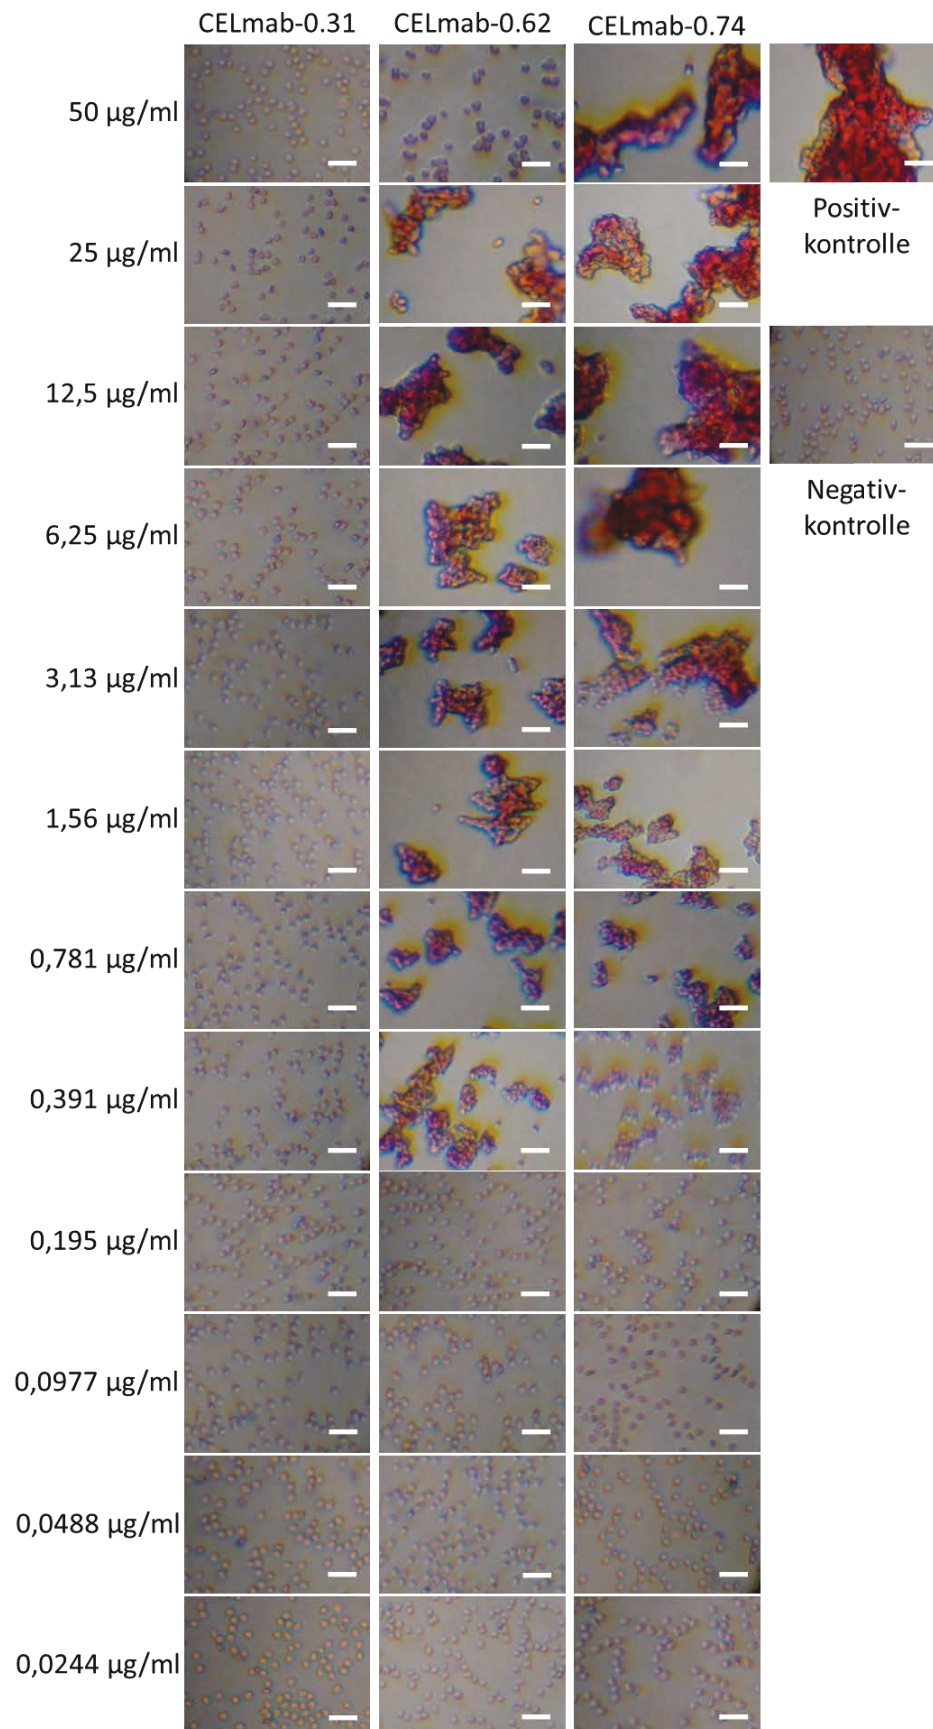 CELmab-0.31 CELmab-0.62 CELmab-0.74
50 µg/ml
Positiv-
kontrolle
25 µg/ml
12,5 µg/ml
Negativ-
kontrolle
6,25 µg/ml
3,13 µg/ml
1,56 µg/ml
0,781 µg/ml
0,391 µg/ml
0,195 µg/ml
0,0977 µg/ml
0,0488 µg/ml
0,0244 µg/ml